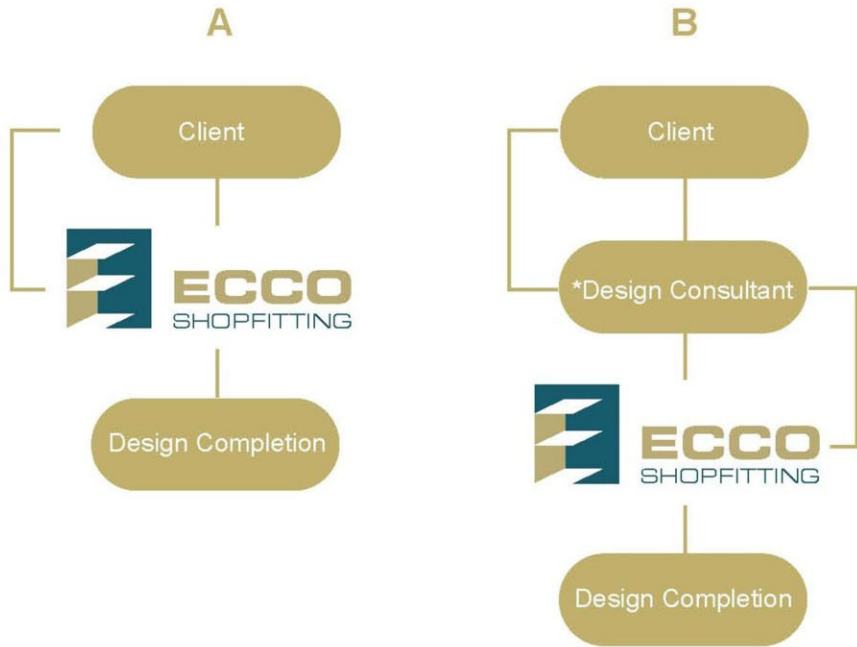 A
Client
ECCO
SHOPFITTING
Design Completion
B
Client
*Design Consultant
ECCO
SHOPFITTING
Design Completion